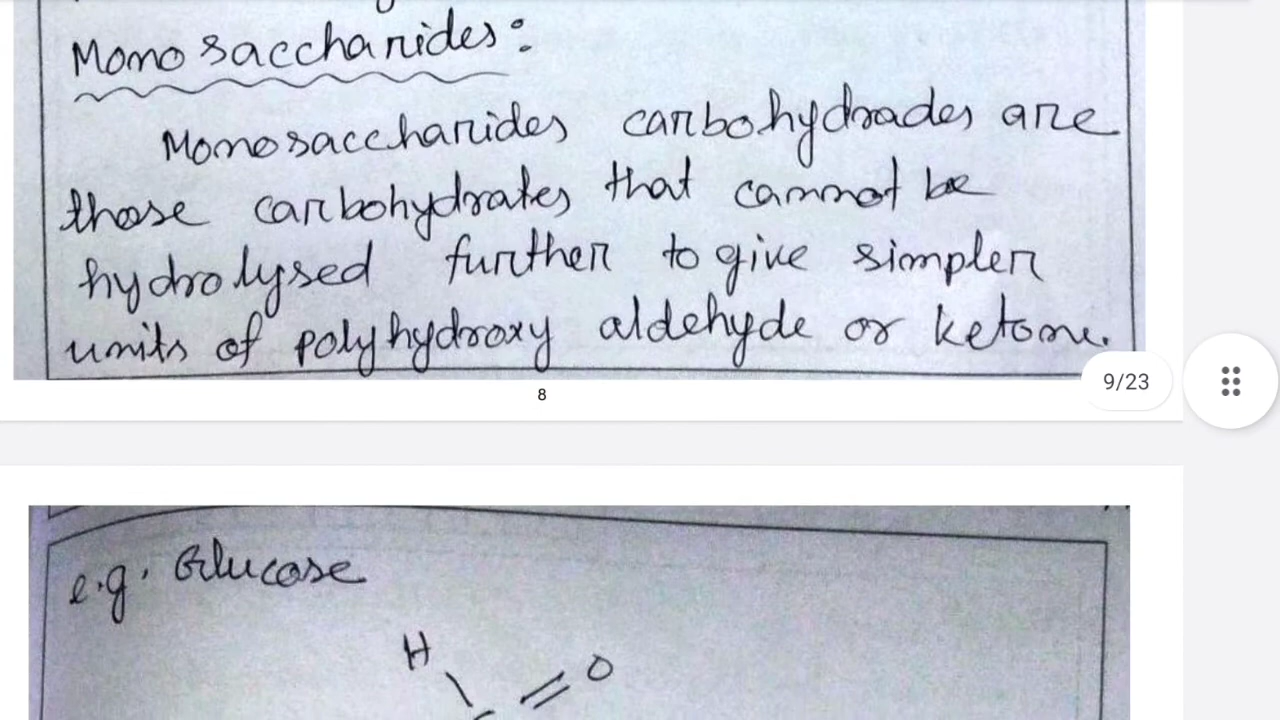 Monosaccharides:
Monosaccharides carbohydrades are
those carbohydrates that cannot be
hydrolysed further to give simpler
units of polyhydroxy aldehyde or ketone.
8
9/23
e.g. Glucose
H
O